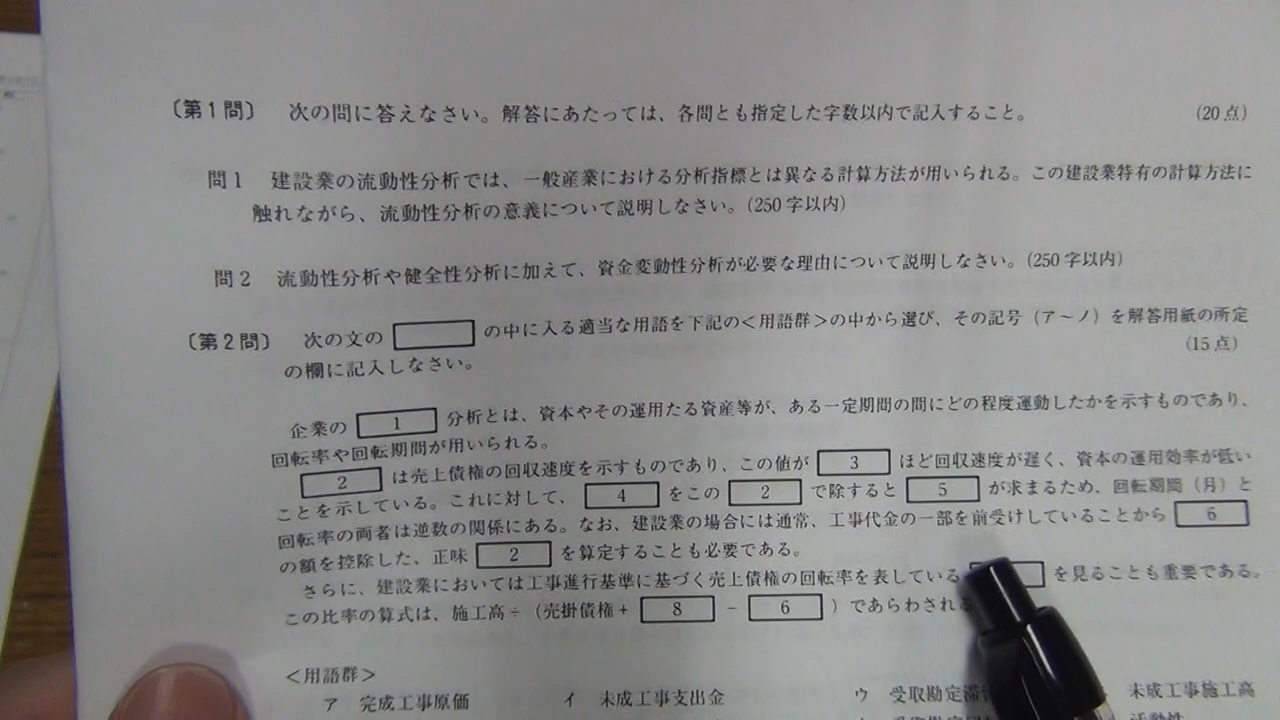 〔第1問〕 次の問に答えなさい。解答にあたっては、各問とも指定した字数以内で記入すること。 (20点)
問1 建設業の流動性分析では、一般産業における分析指標とは異なる計算方法が用いられる。この建設業特有の計算方法に
触れながら、流動性分析の意義について説明しなさい。(250字以内)
問2 流動性分析や健全性分析に加えて、資金変動性分析が必要な理由について説明しなさい。(250字以内)
〔第2問〕 次の文の の中に入る適当な用語を下記の<用語群>の中から選び、その記号(ア~ノ)を解答用紙の所定
の欄に記入しなさい。 (15点)
企業の 1 分析とは、資本やその運用たる資産等が、ある一定期間の間にどの程度運動したかを示すものであり、
回転率や回転期間が用いられる。
2 は売上債権の回収速度を示すものであり、この値が 3 ほど回収速度が遅く、資本の運用効率が低い
ことを示している。これに対して、 4 をこの 2 で除すると 5 が求まるため、回転期間(月)と
回転率の両者は逆数の関係にある。なお、建設業の場合には通常、工事代金の一部を前受けしていることから 6
の額を控除した、正味 2 を算定することも必要である。
さらに、建設業においては工事進行基準に基づく売上債権の回転率を表している を見ることも重要である。
この比率の算式は、施工高÷(売掛債権+ 8 - 6 )であらわされる
<用語群>
ア 完成工事原価 イ 未成工事支出金 ウ 受取勘定滞 未成工事施工高